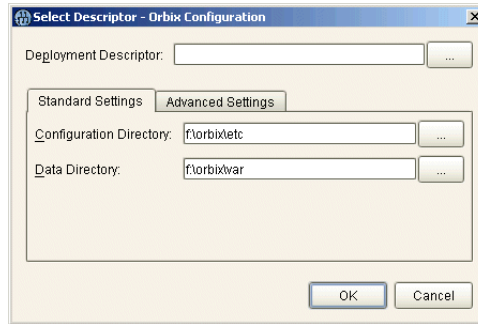 Select Descriptor - Orbix Configuration
Deployment Descriptor: ...
Standard Settings Advanced Settings
Configuration Directory: f:\orbix\etc ...
Data Directory: f:\orbix\var ...
OK Cancel